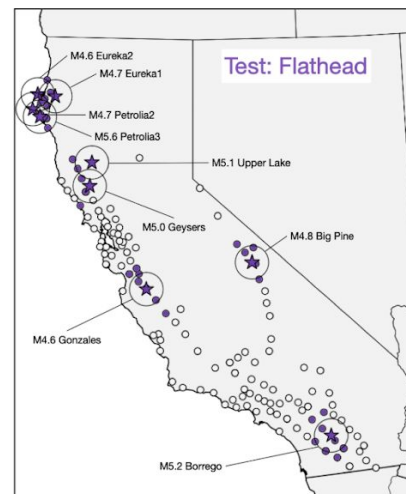 M4.6 Eureka2
M4.7 Eureka1
Test: Flathead
M4.7 Petrolia2
M5.6 Petrolia3
M5.1 Upper Lake
M5.0 Geysers
M4.8 Big Pine
M4.6 Gonzales
M5.2 Borrego